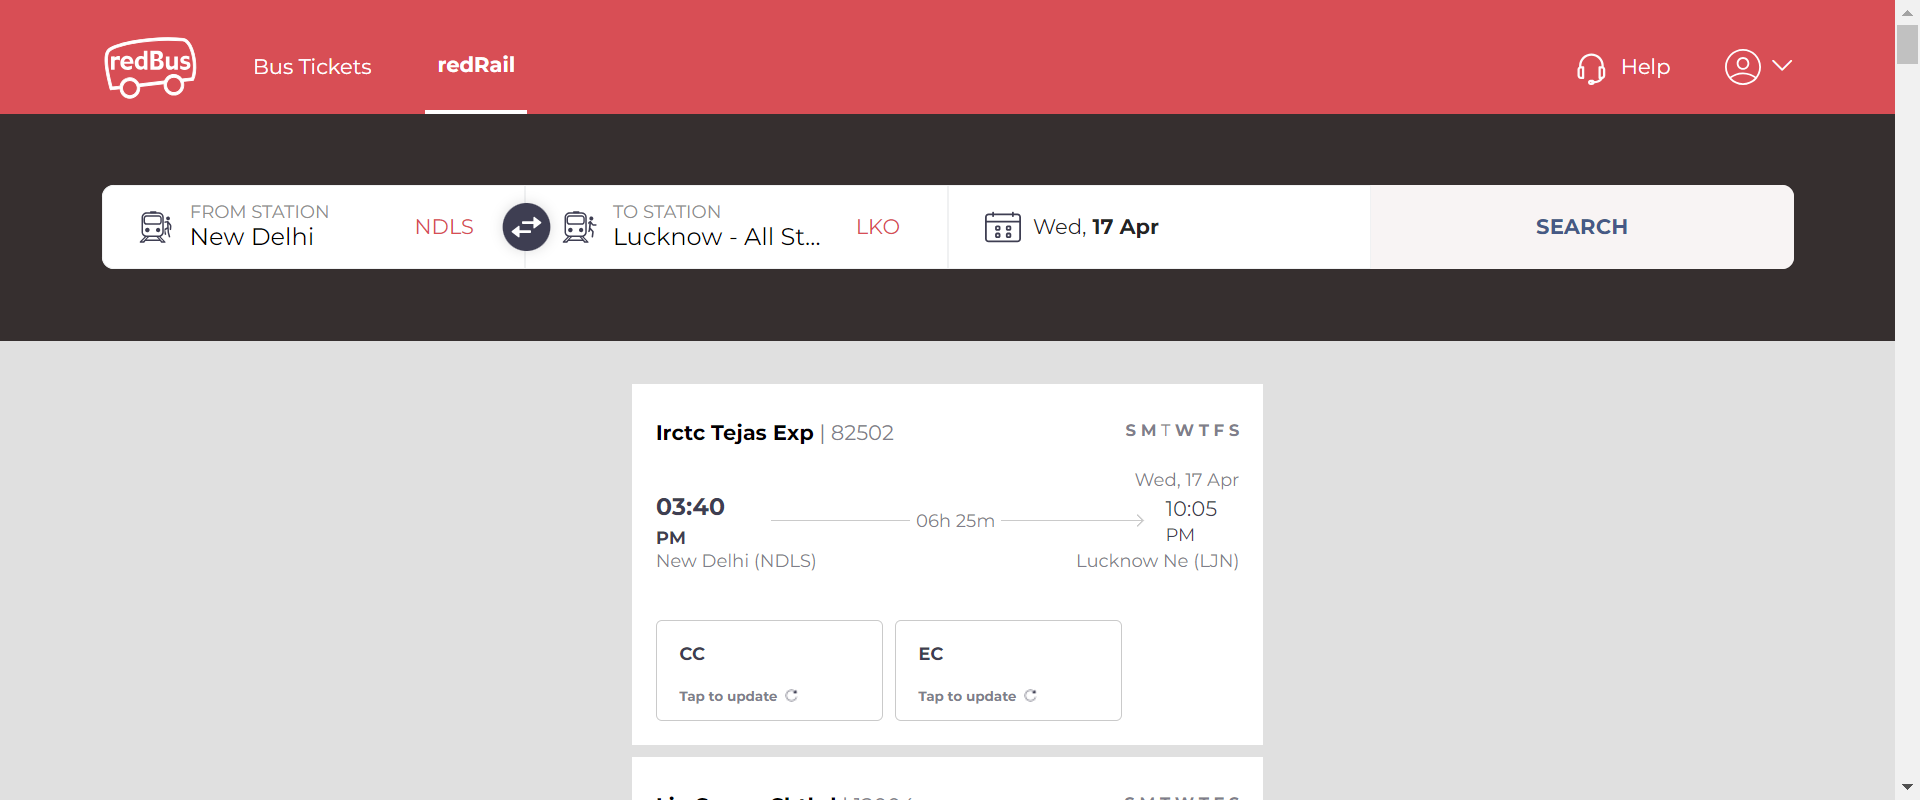 redBus
Bus Tickets
redRail
Help
FROM STATION
New Delhi
NDLS
TO STATION
Lucknow - All St...
LKO
Wed, 17 Apr
SEARCH
Irctc Tejas Exp | 82502
S M T W T F S
Wed, 17 Apr
03:40
PM
06h 25m
10:05
PM
New Delhi (NDLS)
Lucknow Ne (LJN)
CC
Tap to update
EC
Tap to update
S M T W T F S